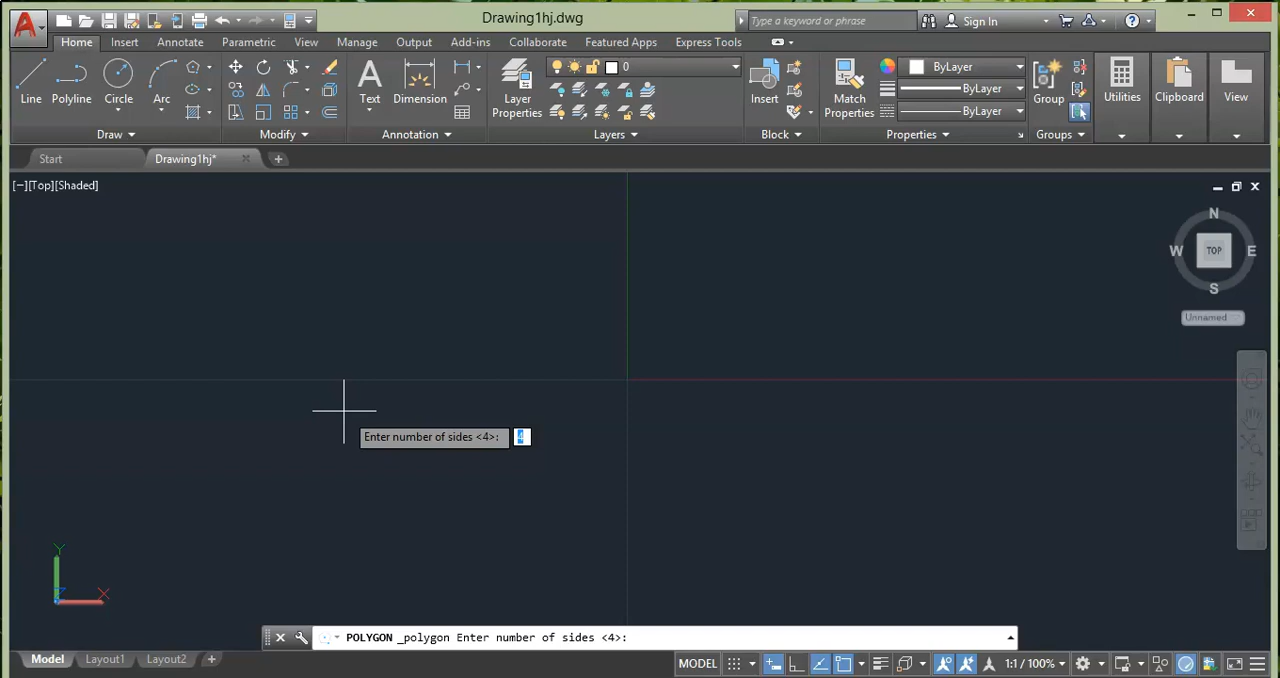 Drawing1hj.dwg
Type a keyword or phrase
Sign In
Home Insert Annotate Parametric View Manage Output Add-ins Collaborate Featured Apps Express Tools
Line Polyline Circle Arc
Text Dimension
Layer Properties
0
Insert
Match Properties
ByLayer
ByLayer
ByLayer
Group
Utilities Clipboard View
Draw Modify Annotation Layers Block Properties Groups
Start Drawing1hj*
[−][Top][Shaded]
N
W TOP E
S
Unnamed
Enter number of sides <4>: 4
Y
Z X
POLYGON _polygon Enter number of sides <4>:
Model Layout1 Layout2
MODEL 1:1 / 100%